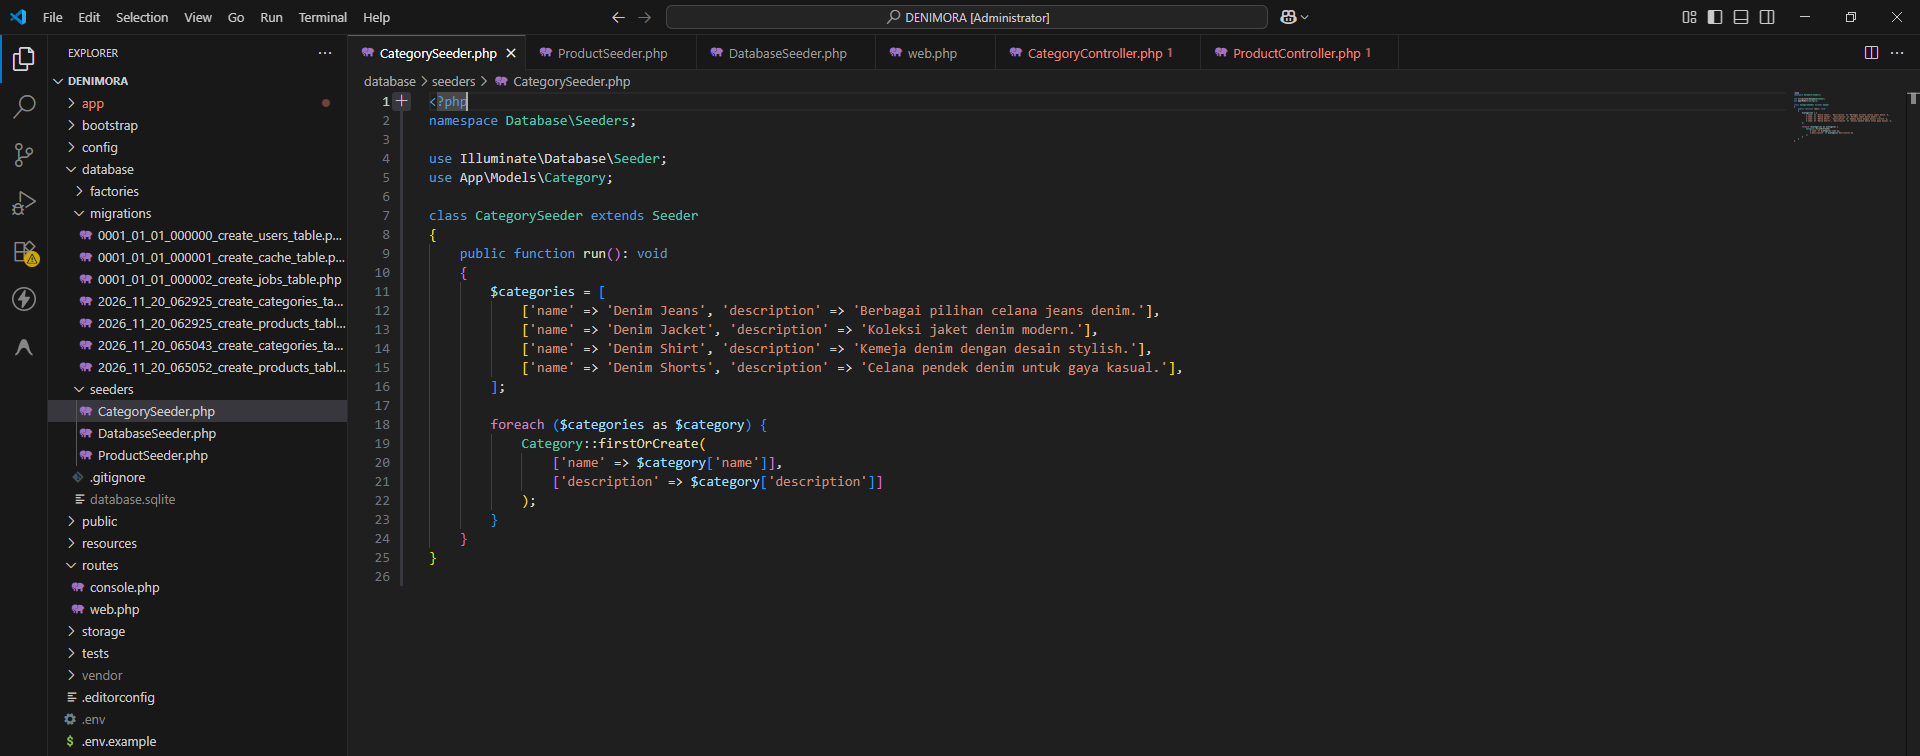 File Edit Selection View Go Run Terminal Help
DENIMORA [Administrator]
EXPLORER
DENIMORA
app
bootstrap
config
database
factories
migrations
0001_01_01_000000_create_users_table.p...
0001_01_01_000001_create_cache_table.p...
0001_01_01_000002_create_jobs_table.php
2026_11_20_062925_create_categories_ta...
2026_11_20_062925_create_products_tabl...
2026_11_20_065043_create_categories_ta...
2026_11_20_065052_create_products_tabl...
seeders
CategorySeeder.php
DatabaseSeeder.php
ProductSeeder.php
.gitignore
database.sqlite
public
resources
routes
console.php
web.php
storage
tests
vendor
.editorconfig
.env
.env.example
CategorySeeder.php ProductSeeder.php DatabaseSeeder.php web.php CategoryController.php 1 ProductController.php 1
database > seeders > CategorySeeder.php
1 <?php
2 namespace Database\Seeders;
3
4 use Illuminate\Database\Seeder;
5 use App\Models\Category;
6
7 class CategorySeeder extends Seeder
8 {
9 public function run(): void
10 {
11 $categories = [
12 ['name' => 'Denim Jeans', 'description' => 'Berbagai pilihan celana jeans denim.'],
13 ['name' => 'Denim Jacket', 'description' => 'Koleksi jaket denim modern.'],
14 ['name' => 'Denim Shirt', 'description' => 'Kemeja denim dengan desain stylish.'],
15 ['name' => 'Denim Shorts', 'description' => 'Celana pendek denim untuk gaya kasual.'],
16 ];
17
18 foreach ($categories as $category) {
19 Category::firstOrCreate(
20 ['name' => $category['name']],
21 ['description' => $category['description']]
22 );
23 }
24 }
25 }
26